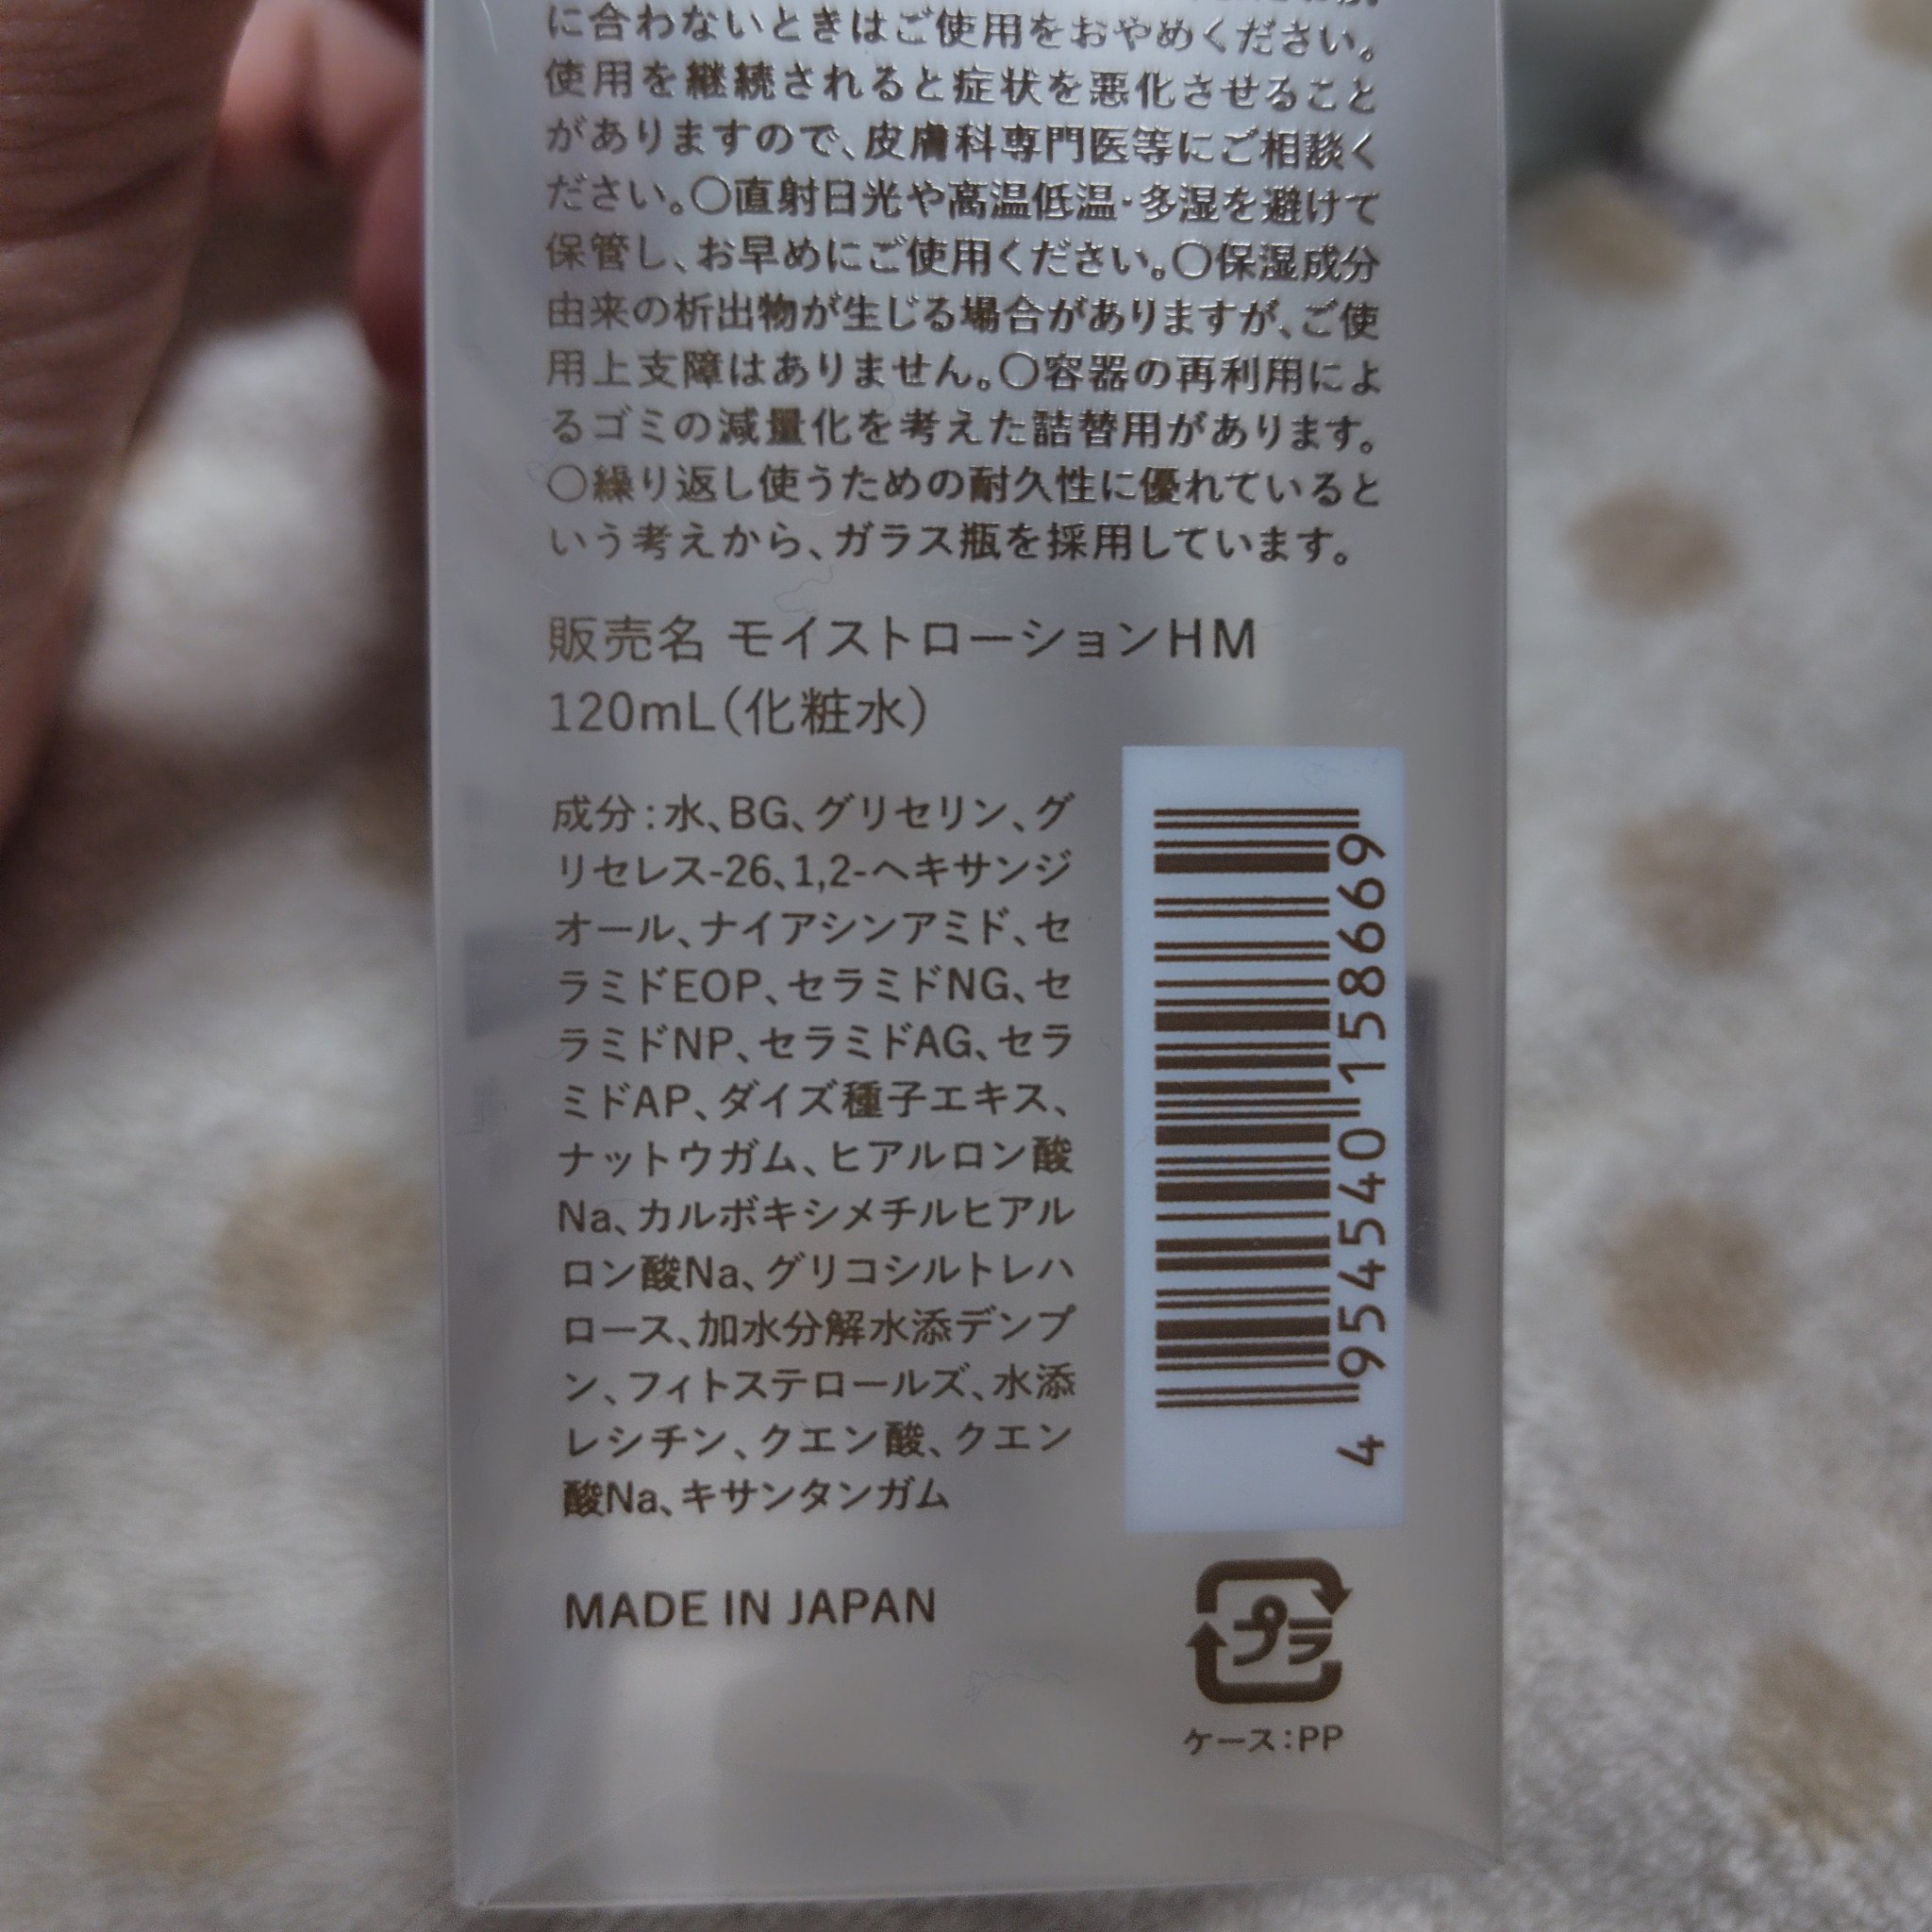 に合わないときはご使用をおやめください。
使用を継続されると症状を悪化させること
がありますので、皮膚科専門医等にご相談く
ださい。〇直射日光や高温低温・多湿を避けて
保管し、お早めにご使用ください。〇保湿成分
由来の析出物が生じる場合がありますが、ご使
用上支障はありません。〇容器の再利用によ
るゴミの減量化を考えた詰替用があります。
〇繰り返し使うための耐久性に優れていると
いう考えから、ガラス瓶を採用しています。
販売名 モイストローションHM
120mL(化粧水)
成分:水、BG、グリセリン、グ
リセレス-26、1,2-ヘキサンジ
オール、ナイアシンアミド、セ
ラミドEOP、セラミドNG、セ
ラミドNP、セラミドAG、セラ
ミドAP、ダイズ種子エキス、
ナットウガム、ヒアルロン酸
Na、カルボキシメチルヒアル
ロン酸Na、グリコシルトレハ
ロース、加水分解水添デンプ
ン、フィトステロールズ、水添
レシチン、クエン酸、クエン
酸Na、キサンタンガム
4 954540 158669
MADE IN JAPAN
プラ
ケース:PP